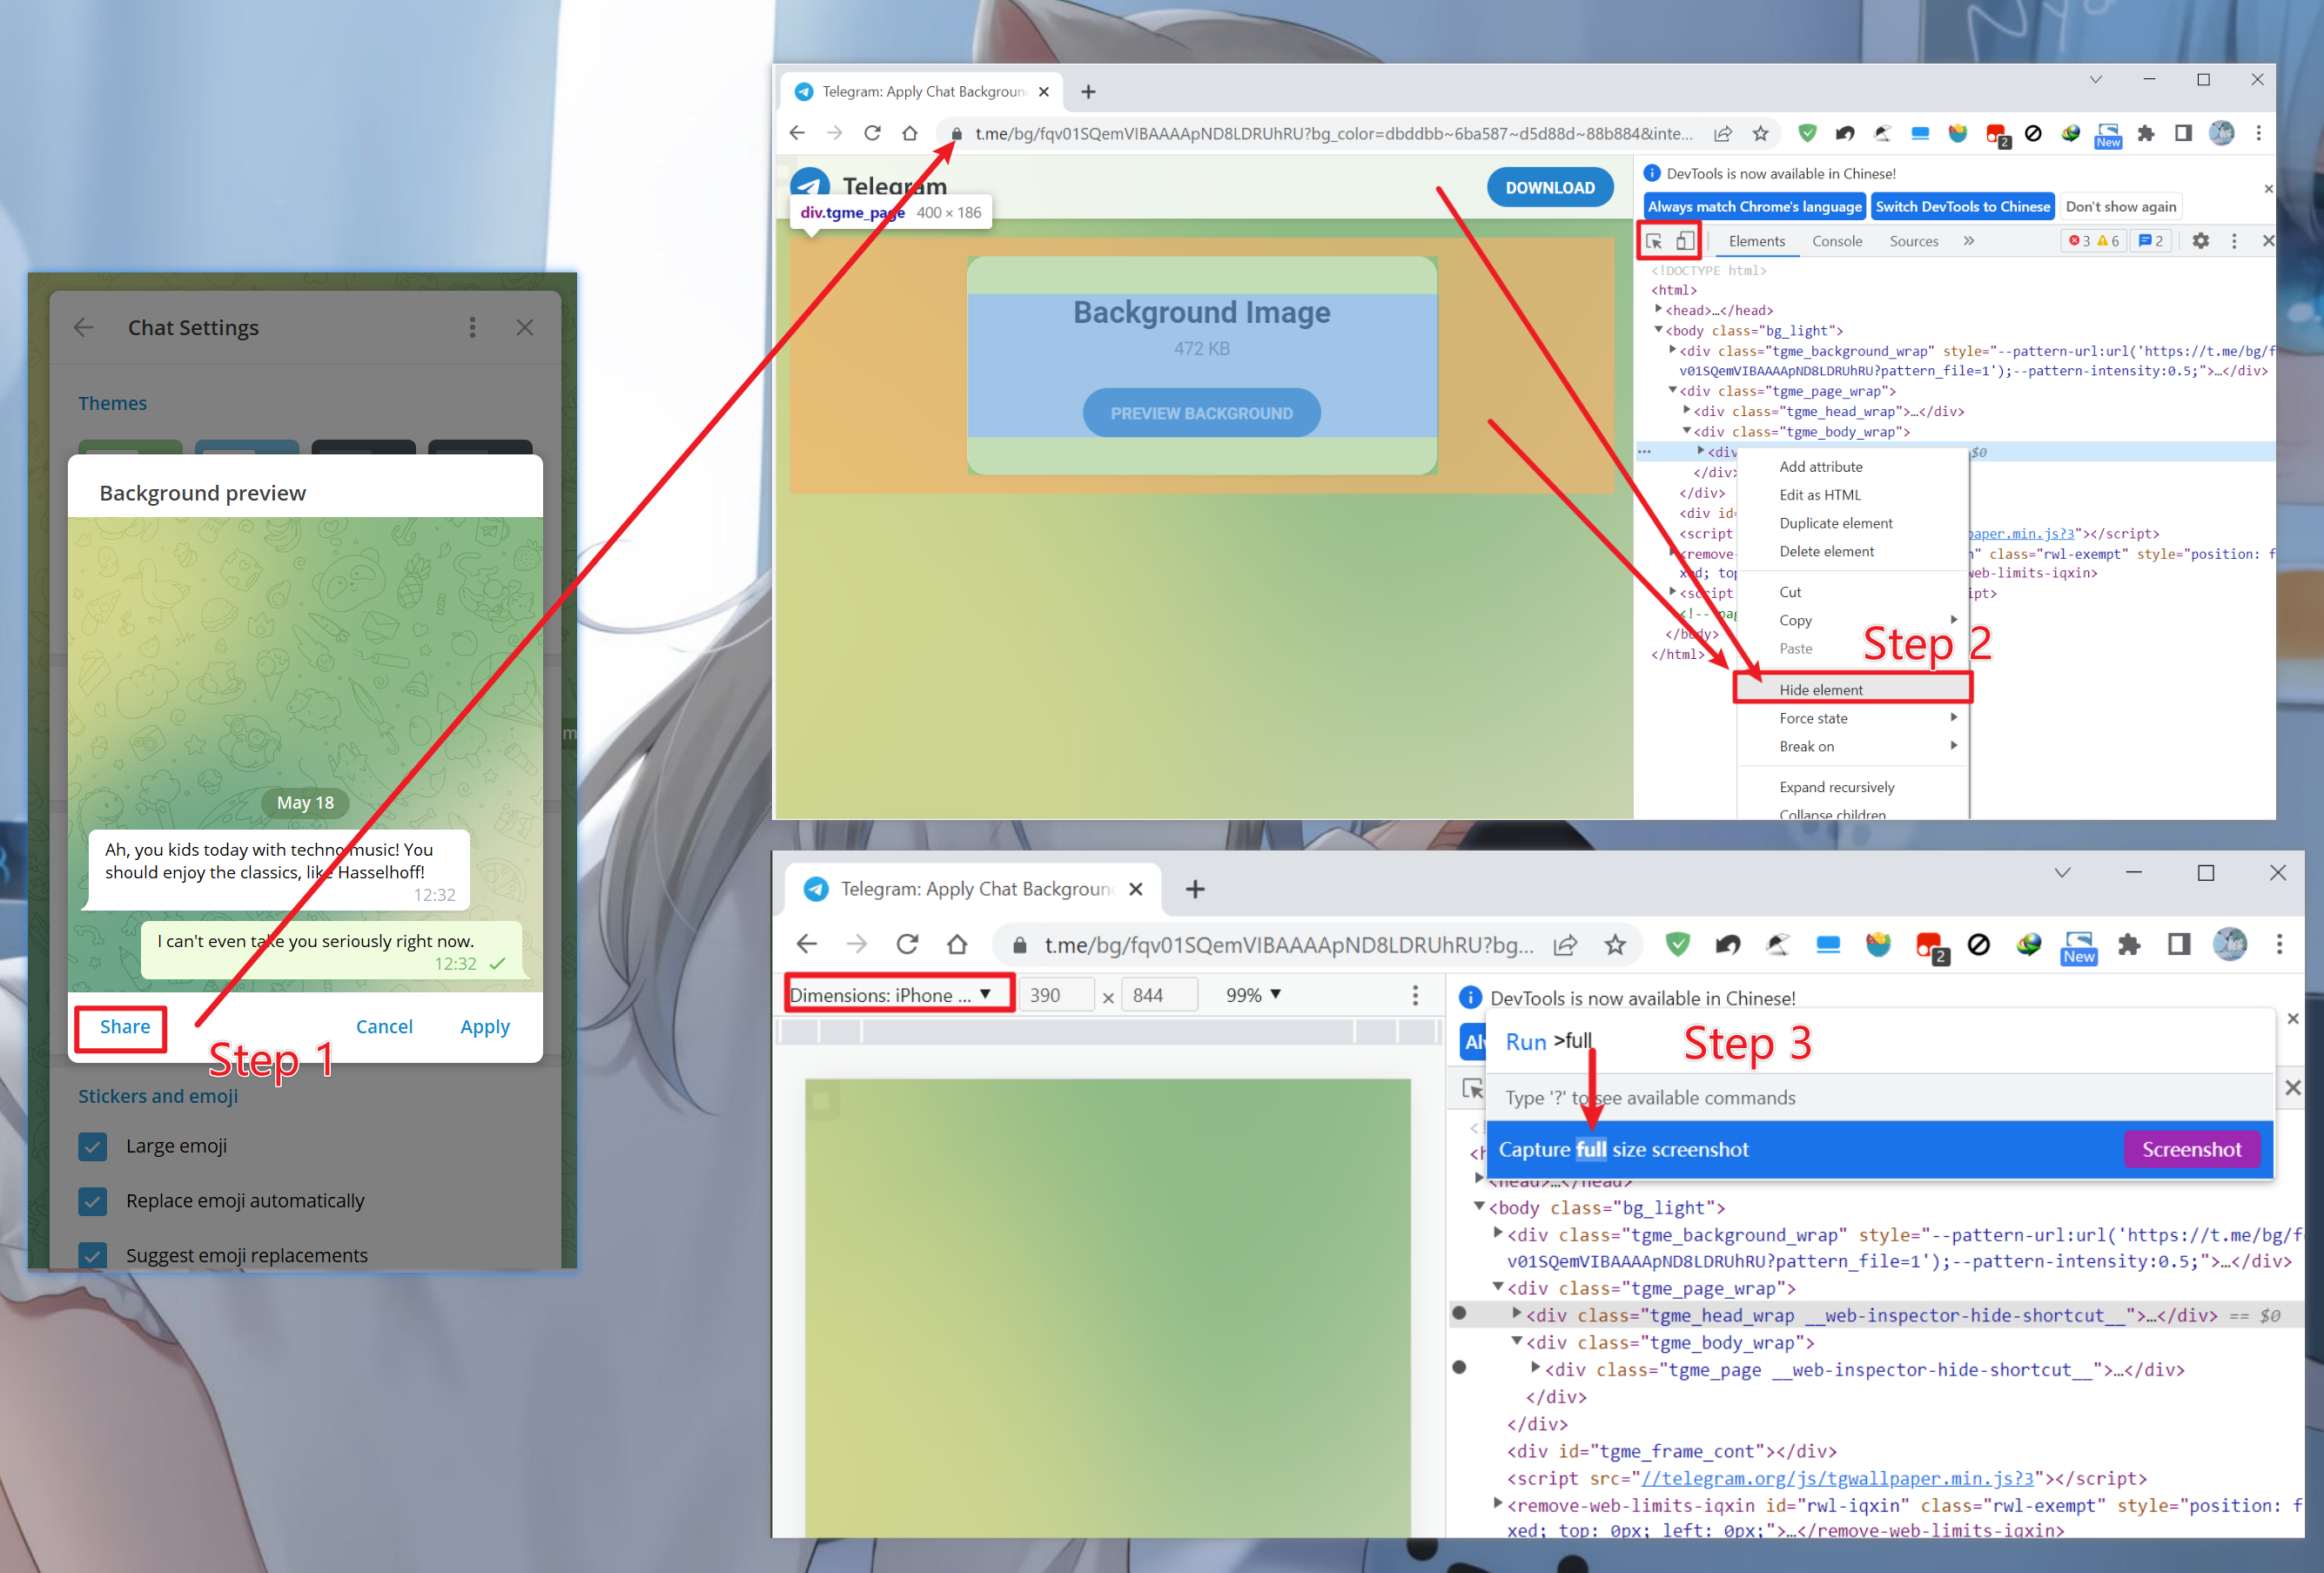 Chat Settings
Themes
Background preview
May 18
Ah, you kids today with techno music! You
should enjoy the classics, like Hasselhoff!
12:32
I can't even take you seriously right now.
12:32
Share
Cancel
Apply
Step 1
Stickers and emoji
Large emoji
Replace emoji automatically
Suggest emoji replacements
Telegram: Apply Chat Backgroun
t.me/bg/fqv01SQemVIBAAAApND8LDRUhRU?bg_color=dbddbb~6ba587~d5d88d~88b884&inte...
2
New
Telegram
DOWNLOAD
div.tgme_page 400 × 186
Background Image
472 KB
PREVIEW BACKGROUND
DevTools is now available in Chinese!
Always match Chrome's language
Switch DevTools to Chinese
Don't show again
Elements
Console
Sources
3
6
2
<!DOCTYPE html>
<html>
<head>…</head>
<body class="bg_light">
<div class="tgme_background_wrap" style="--pattern-url:url('https://t.me/bg/f
v01SQemVIBAAAApND8LDRUhRU?pattern_file=1');--pattern-intensity:0.5;">…</div>
<div class="tgme_page_wrap">
<div class="tgme_head_wrap">…</div>
<div class="tgme_body_wrap">
<div
$0
</div>
</div>
<div id=
<script
paper.min.js?3"></script>
<remove-
" class="rwl-exempt" style="position: f
xed; top
web-limits-iqxin>
<script
ipt>
<!-- pag
</body>
</html>
Add attribute
Edit as HTML
Duplicate element
Delete element
Cut
Copy
Paste
Step 2
Hide element
Force state
Break on
Expand recursively
Collapse children
Telegram: Apply Chat Backgroun
t.me/bg/fqv01SQemVIBAAAApND8LDRUhRU?bg...
2
New
Dimensions: iPhone ...
390
×
844
99%
DevTools is now available in Chinese!
Al
Run >full
Step 3
Type '?' to see available commands
Capture full size screenshot
Screenshot
<head>…</head>
<body class="bg_light">
<div class="tgme_background_wrap" style="--pattern-url:url('https://t.me/bg/f
v01SQemVIBAAAApND8LDRUhRU?pattern_file=1');--pattern-intensity:0.5;">…</div>
<div class="tgme_page_wrap">
<div class="tgme_head_wrap __web-inspector-hide-shortcut__">…</div> == $0
<div class="tgme_body_wrap">
<div class="tgme_page __web-inspector-hide-shortcut__">…</div>
</div>
</div>
<div id="tgme_frame_cont"></div>
<script src="//telegram.org/js/tgwallpaper.min.js?3"></script>
<remove-web-limits-iqxin id="rwl-iqxin" class="rwl-exempt" style="position: f
xed; top: 0px; left: 0px;">…</remove-web-limits-iqxin>